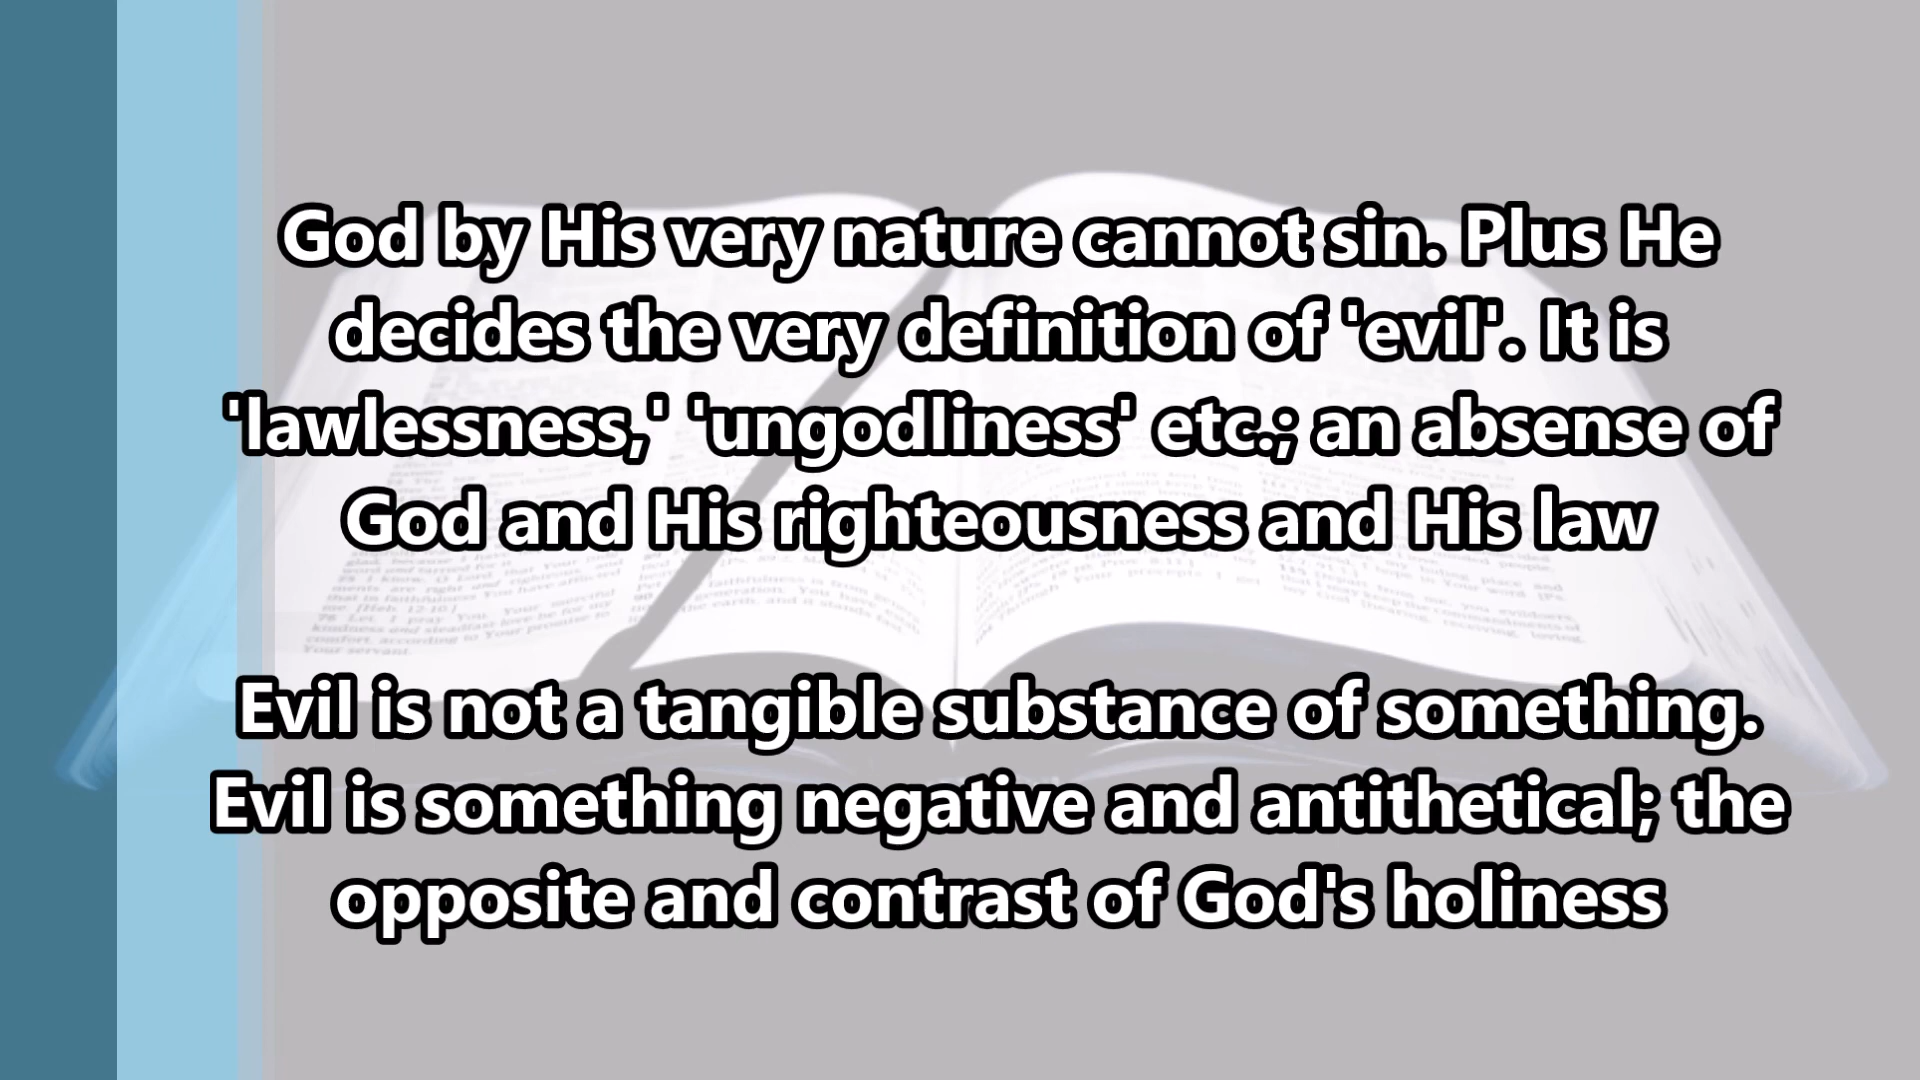 God by His very nature cannot sin. Plus He
decides the very definition of 'evil'. It is
'lawlessness,' 'ungodliness' etc.; an absense of
God and His righteousness and His law
Evil is not a tangible substance of something.
Evil is something negative and antithetical; the
opposite and contrast of God's holiness